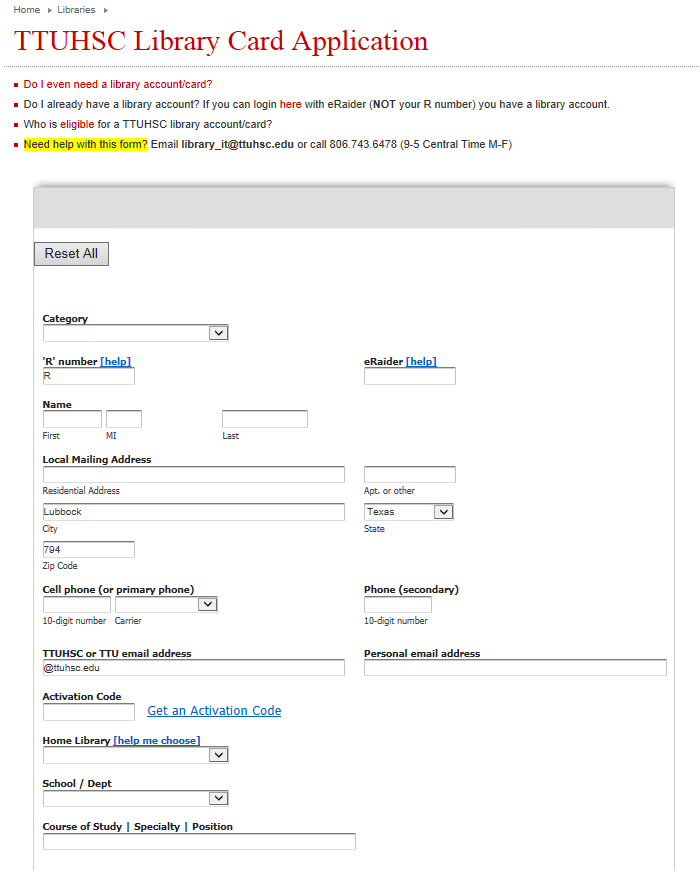 Home ▸ Libraries ▸
TTUHSC Library Card Application
Do I even need a library account/card?
Do I already have a library account? If you can login here with eRaider (NOT your R number) you have a library account.
Who is eligible for a TTUHSC library account/card?
Need help with this form? Email library_it@ttuhsc.edu or call 806.743.6478 (9-5 Central Time M-F)
Reset All
Category
'R' number [help] eRaider [help]
R
Name
First MI Last
Local Mailing Address
Residential Address Apt. or other
Lubbock Texas
City State
794
Zip Code
Cell phone (or primary phone) Phone (secondary)
10-digit number Carrier 10-digit number
TTUHSC or TTU email address Personal email address
@ttuhsc.edu
Activation Code
Get an Activation Code
Home Library [help me choose]
School / Dept
Course of Study | Specialty | Position